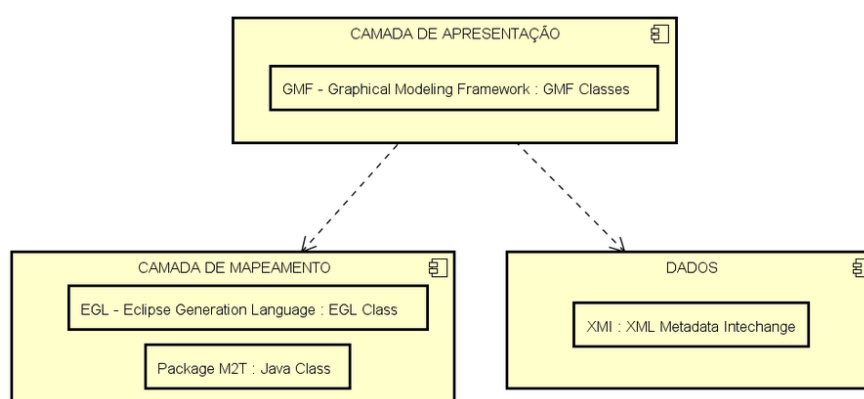 CAMADA DE APRESENTAÇÃO
GMF - Graphical Modeling Framework : GMF Classes
CAMADA DE MAPEAMENTO
EGL - Eclipse Generation Language : EGL Class
Package M2T : Java Class
DADOS
XMI : XML Metadata Intechange